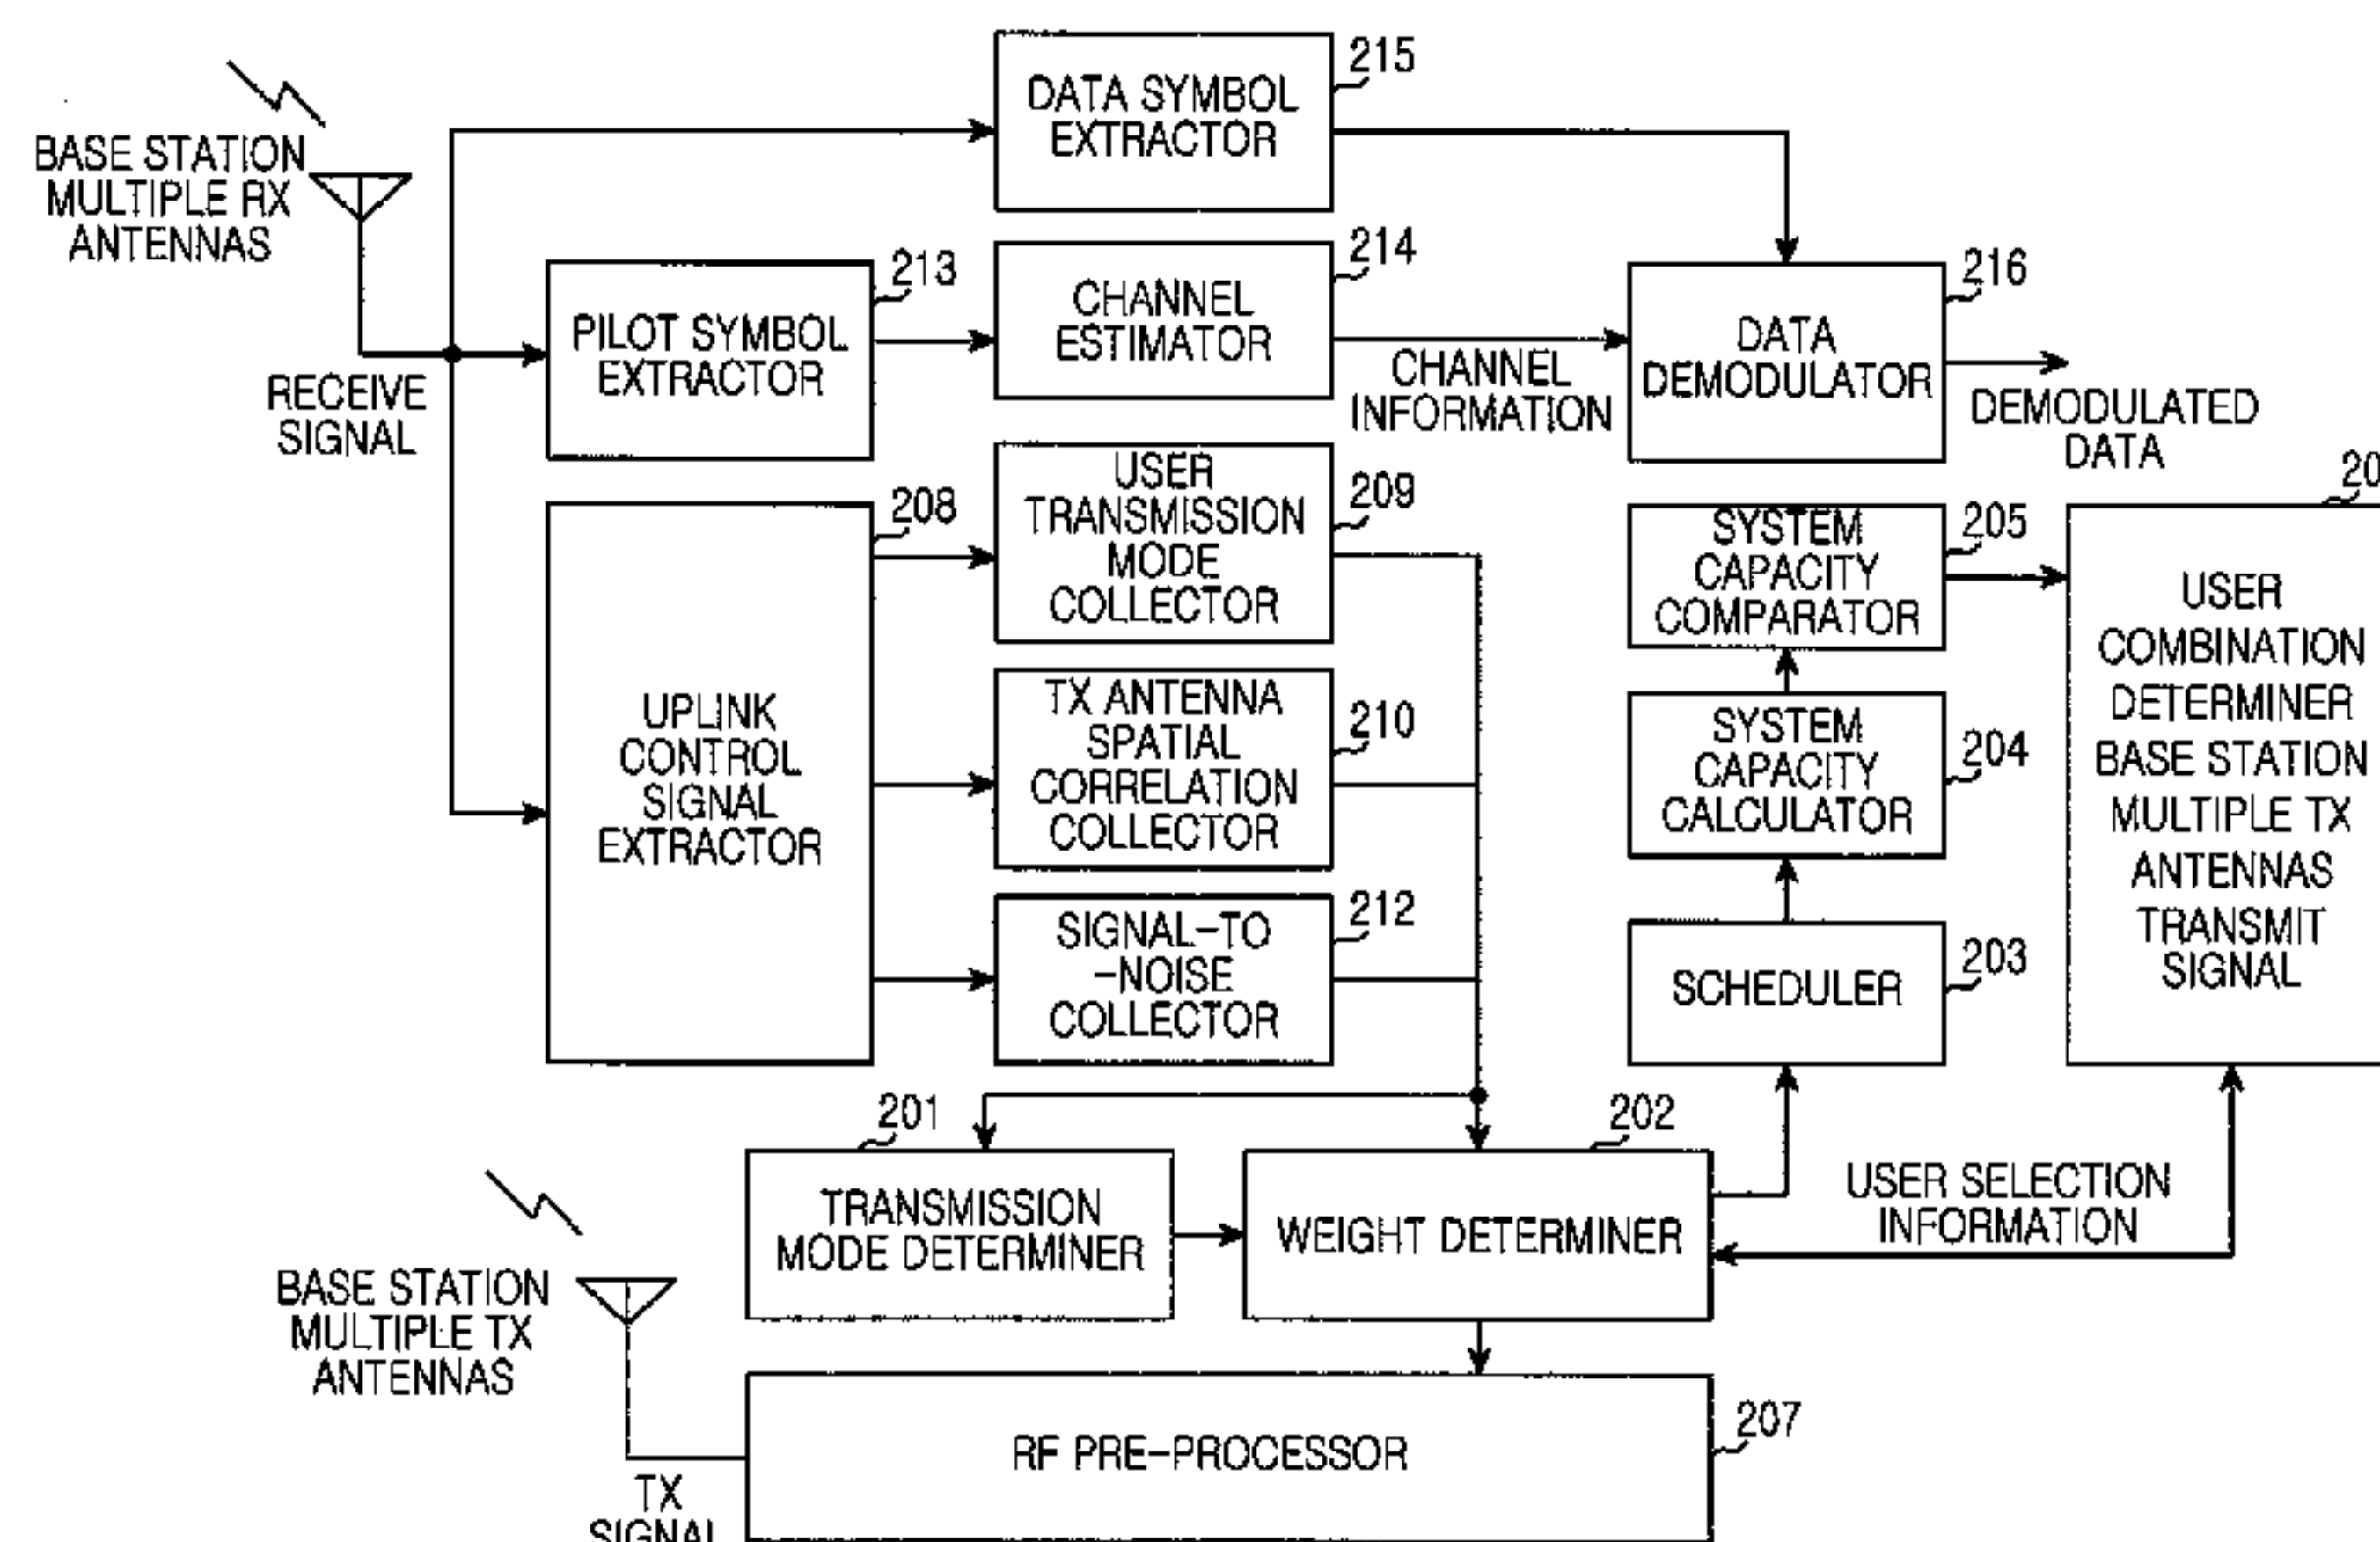 215
DATA SYMBOL
EXTRACTOR
BASE STATION
MULTIPLE RX
ANTENNAS
213
PILOT SYMBOL
EXTRACTOR
214
CHANNEL
ESTIMATOR
216
DATA
DEMODULATOR
CHANNEL
INFORMATION
DEMODULATED
DATA
RECEIVE
SIGNAL
208
UPLINK
CONTROL
SIGNAL
EXTRACTOR
209
USER
TRANSMISSION
MODE
COLLECTOR
210
TX ANTENNA
SPATIAL
CORRELATION
COLLECTOR
212
SIGNAL-TO
-NOISE
COLLECTOR
205
SYSTEM
CAPACITY
COMPARATOR
204
SYSTEM
CAPACITY
CALCULATOR
203
SCHEDULER
USER
COMBINATION
DETERMINER
BASE STATION
MULTIPLE TX
ANTENNAS
TRANSMIT
SIGNAL
201
TRANSMISSION
MODE DETERMINER
202
WEIGHT DETERMINER
USER SELECTION
INFORMATION
BASE STATION
MULTIPLE TX
ANTENNAS
207
RF PRE-PROCESSOR
TX
SIGNAL